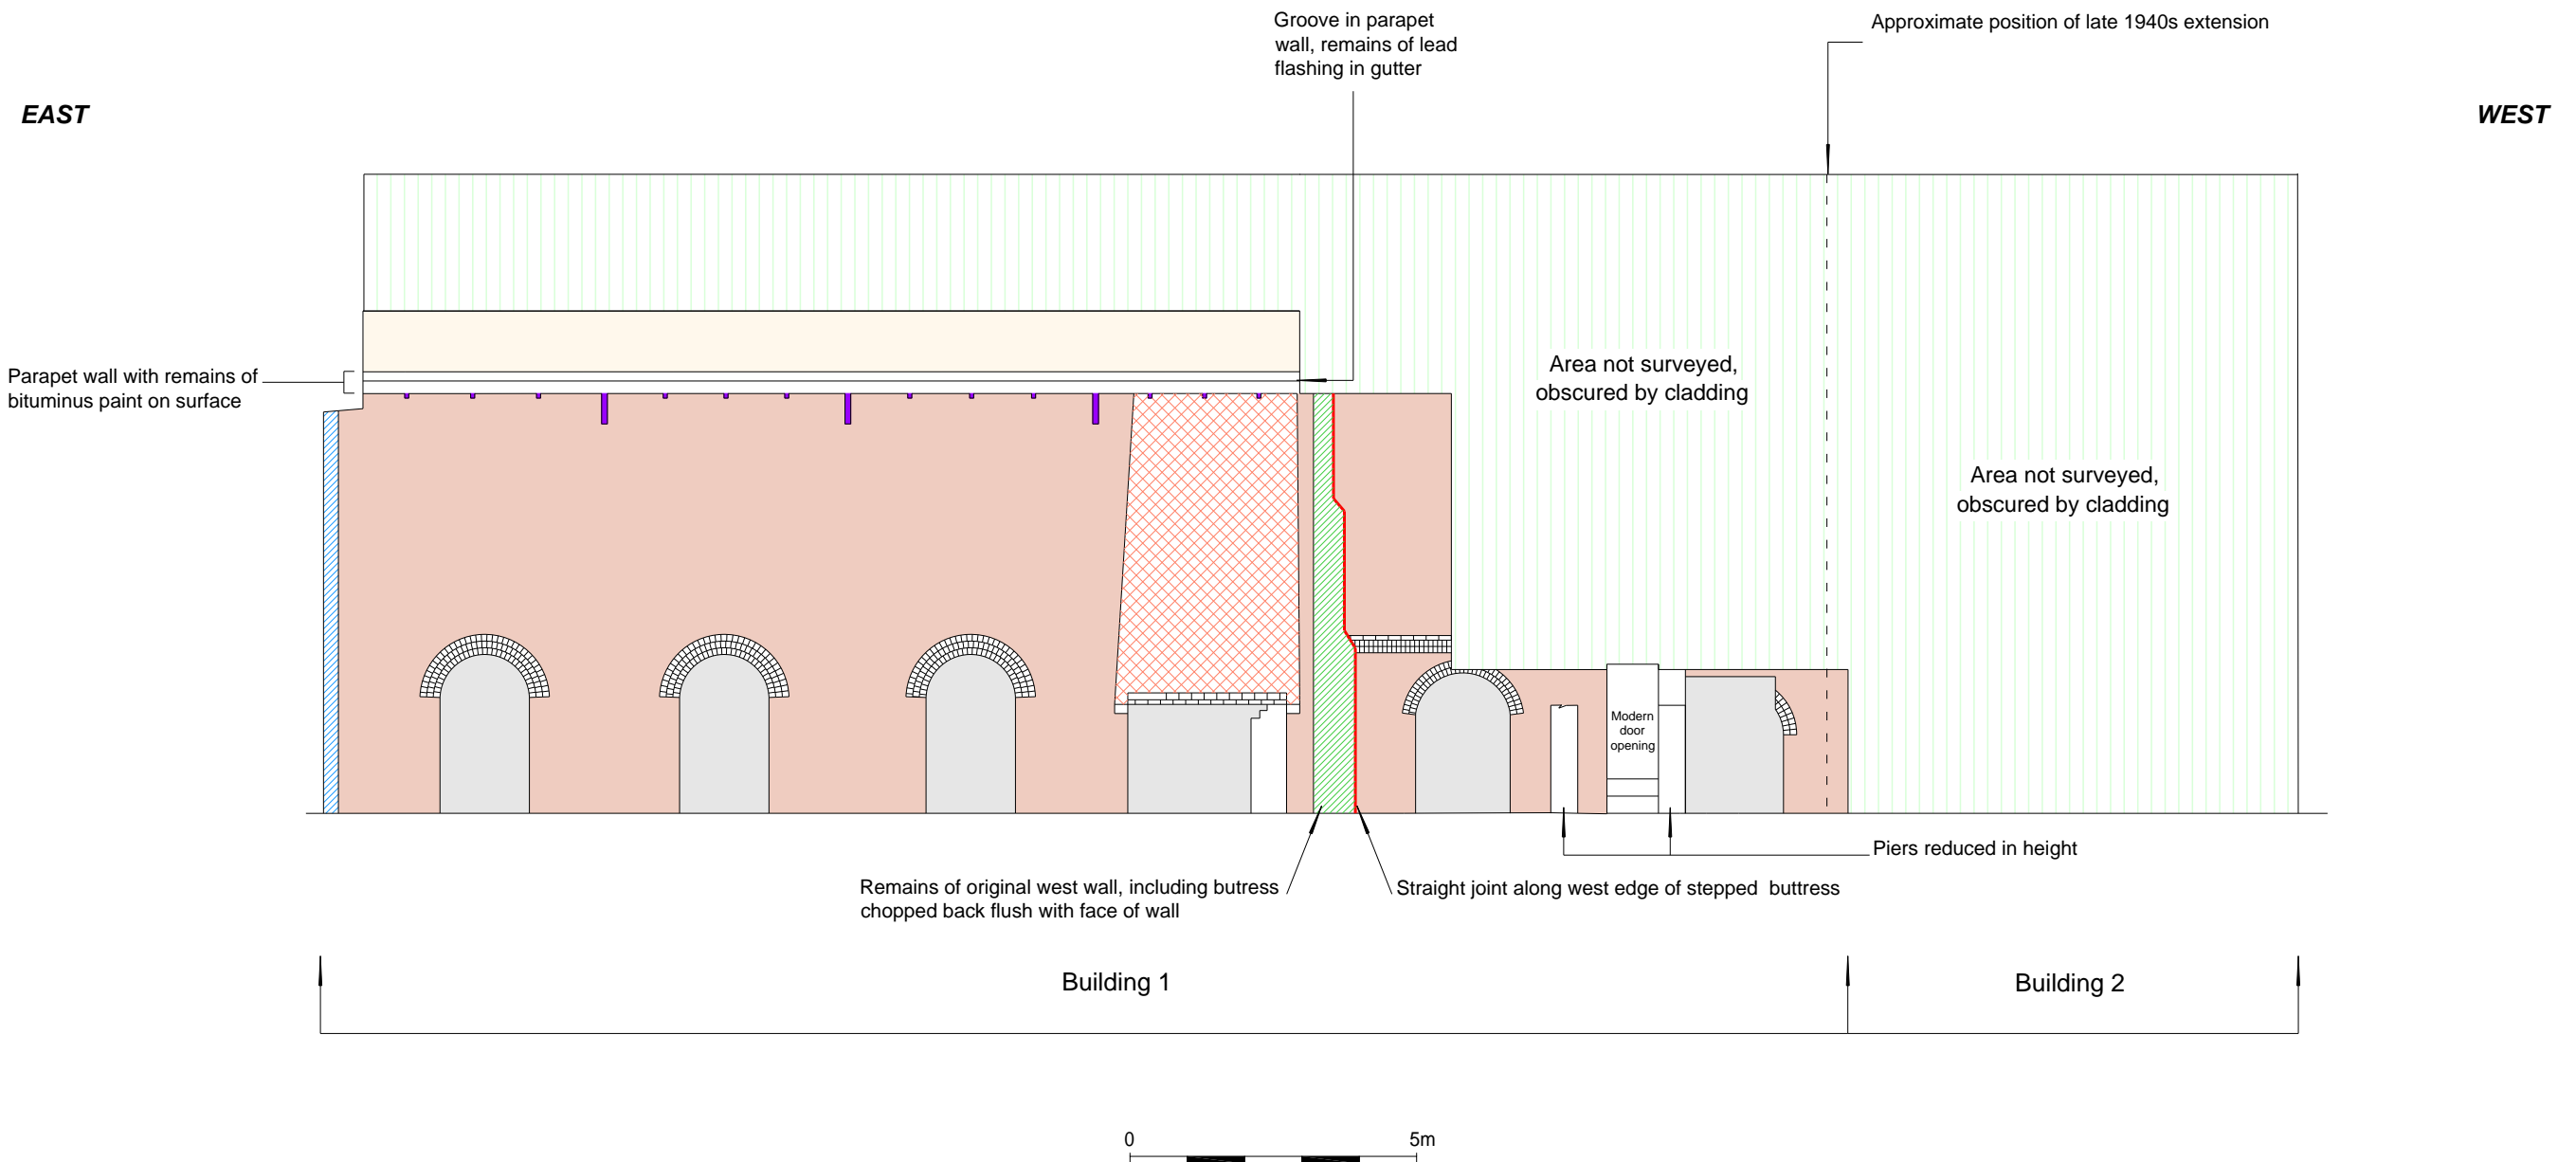 Groove in parapet
wall, remains of lead
flashing in gutter
Approximate position of late 1940s extension
EAST
WEST
Parapet wall with remains of
bituminus paint on surface
Area not surveyed,
obscured by cladding
Area not surveyed,
obscured by cladding
Modern
door
opening
Piers reduced in height
Remains of original west wall, including butress
chopped back flush with face of wall
Straight joint along west edge of stepped buttress
Building 1
Building 2
0
5m